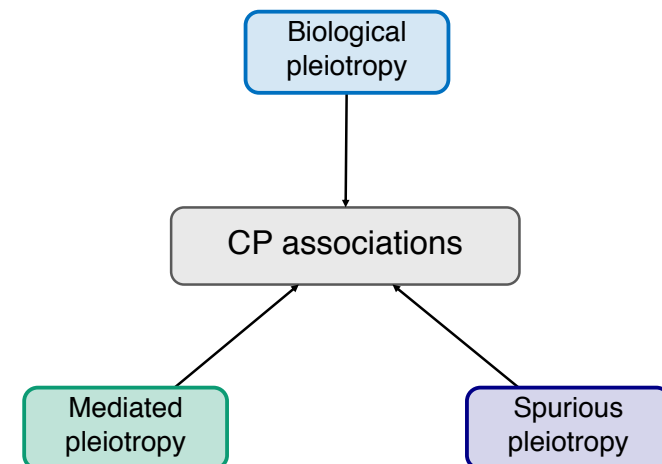 Biological
pleiotropy
CP associations
Mediated
pleiotropy
Spurious
pleiotropy